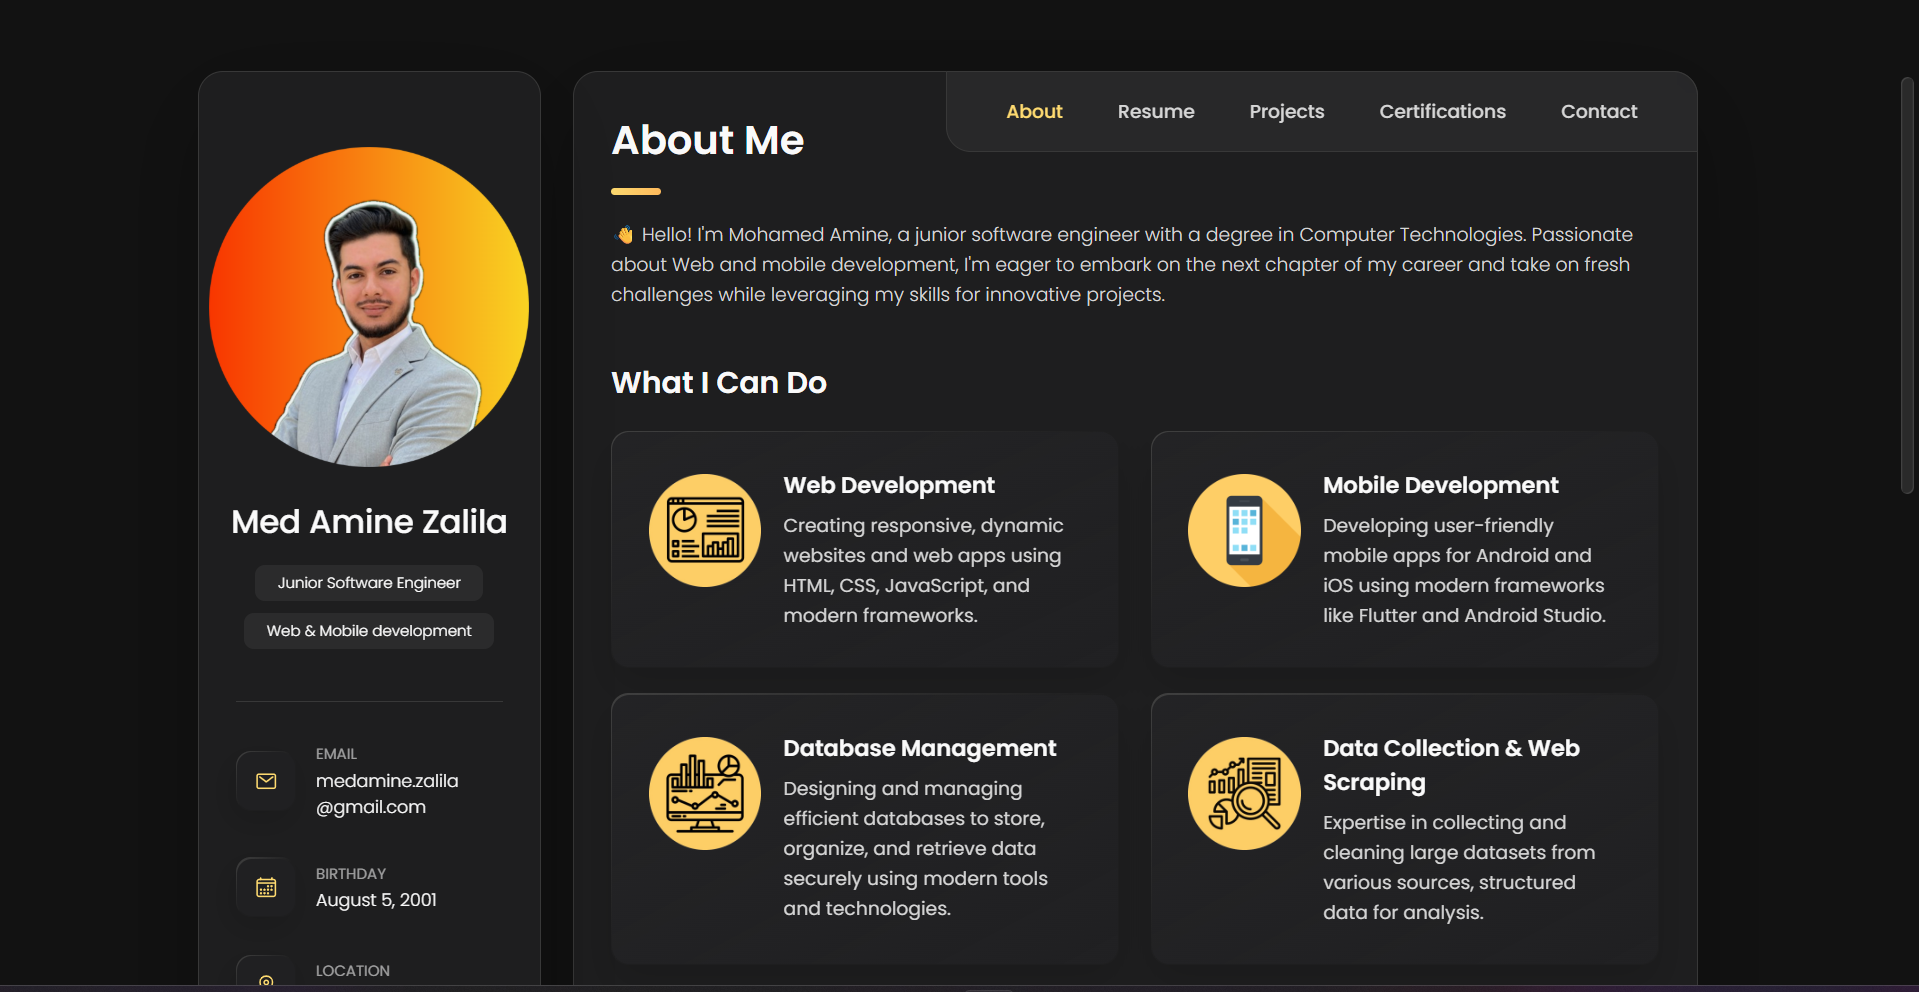 Med Amine Zalila
Junior Software Engineer
Web & Mobile development
EMAIL
medamine.zalila
@gmail.com
BIRTHDAY
August 5, 2001
LOCATION
About
Resume
Projects
Certifications
Contact
About Me
👋 Hello! I'm Mohamed Amine, a junior software engineer with a degree in Computer Technologies. Passionate
about Web and mobile development, I'm eager to embark on the next chapter of my career and take on fresh
challenges while leveraging my skills for innovative projects.
What I Can Do
Web Development
Creating responsive, dynamic
websites and web apps using
HTML, CSS, JavaScript, and
modern frameworks.
Mobile Development
Developing user-friendly
mobile apps for Android and
iOS using modern frameworks
like Flutter and Android Studio.
Database Management
Designing and managing
efficient databases to store,
organize, and retrieve data
securely using modern tools
and technologies.
Data Collection & Web
Scraping
Expertise in collecting and
cleaning large datasets from
various sources, structured
data for analysis.